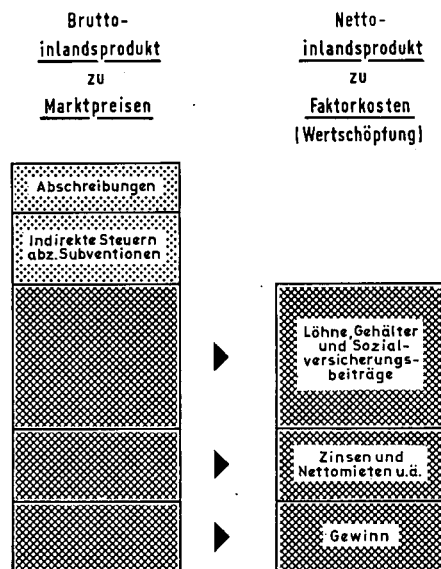 Brutto-
inlandsprodukt
zu
Marktpreisen
Netto-
inlandsprodukt
zu
Faktorkosten
(Wertschöpfung)
Abschreibungen
Indirekte Steuern
abz. Subventionen
Löhne, Gehälter
und Sozial-
versicherungs-
beiträge
Zinsen und
Nettomieten u.ä.
Gewinn